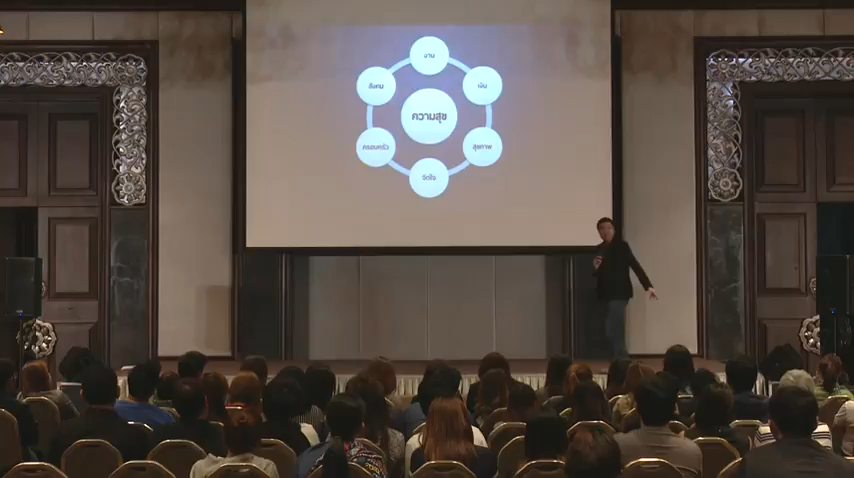 งาน
สังคม
เงิน
ความสุข
ครอบครัว
สุขภาพ
จิตใจ